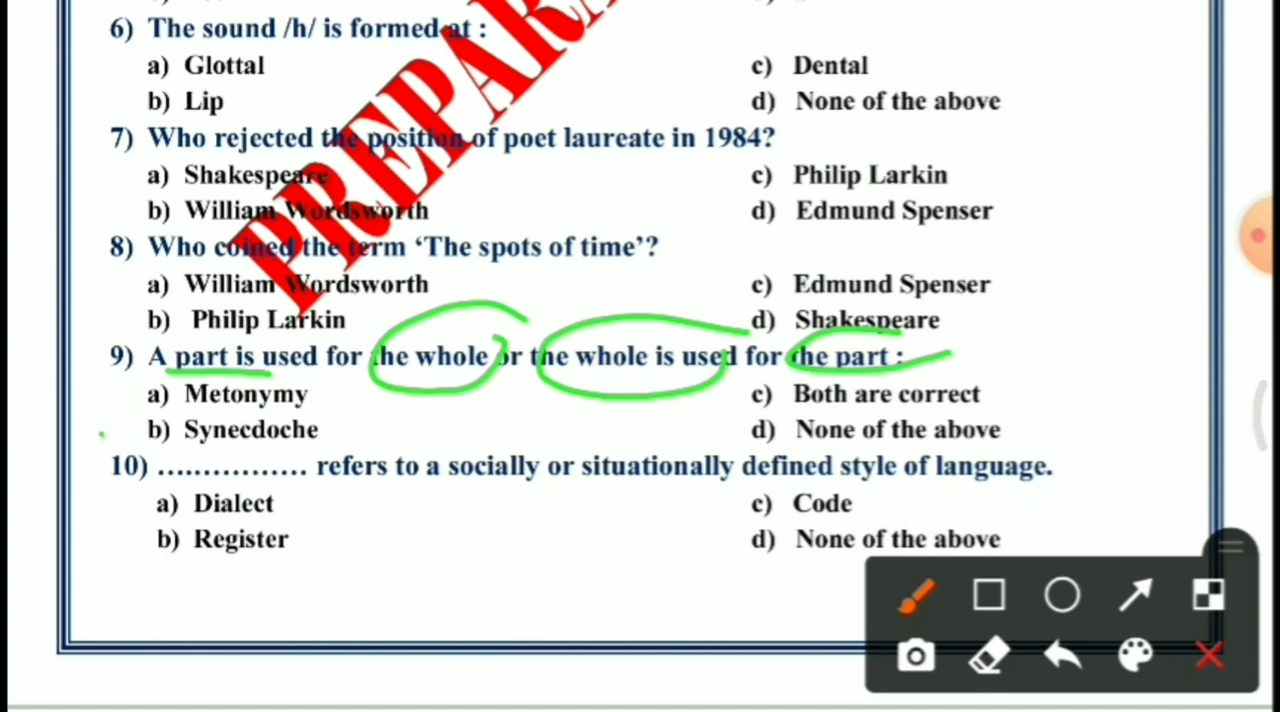 6) The sound /h/ is formed at :
a) Glottal
c) Dental
b) Lip
d) None of the above
7) Who rejected the position of poet laureate in 1984?
a) Shakespeare
c) Philip Larkin
b) William Wordsworth
d) Edmund Spenser
8) Who coined the term ‘The spots of time’?
a) William Wordsworth
c) Edmund Spenser
b) Philip Larkin
d) Shakespeare
9) A part is used for the whole or the whole is used for the part :
a) Metonymy
c) Both are correct
b) Synecdoche
d) None of the above
10) ................ refers to a socially or situationally defined style of language.
a) Dialect
c) Code
b) Register
d) None of the above